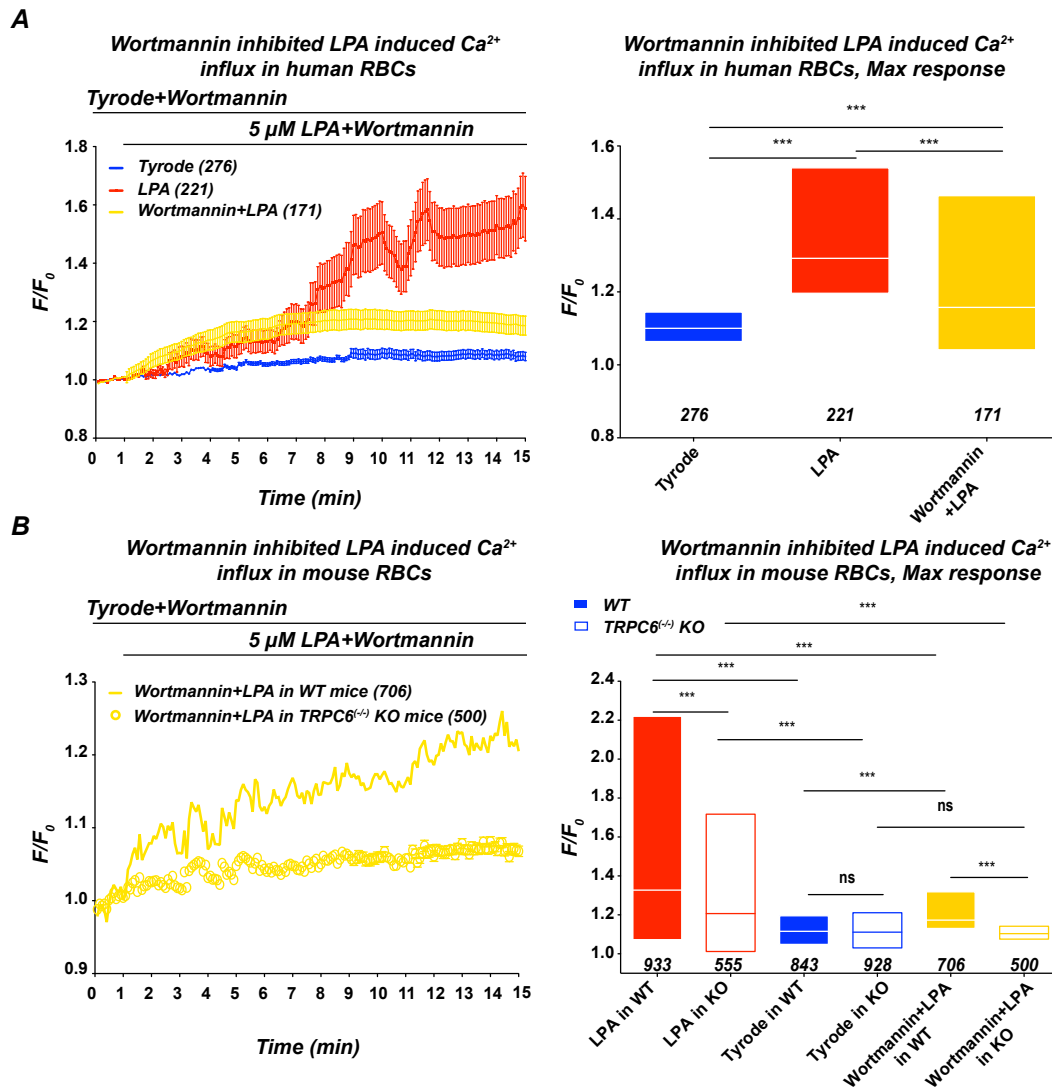 A
Wortmannin inhibited LPA induced Ca²⁺
influx in human RBCs
Tyrode+Wortmannin
5 µM LPA+Wortmannin
1.8
1.6
1.4
1.2
1.0
0.8
F/F₀
Tyrode (276)
LPA (221)
Wortmannin+LPA (171)
0 1 2 3 4 5 6 7 8 9 10 11 12 13 14 15
Time (min)
Wortmannin inhibited LPA induced Ca²⁺
influx in human RBCs, Max response
***
*** ***
1.6
1.4
1.2
1.0
0.8
F/F₀
276 221 171
Tyrode
LPA
Wortmannin
+LPA
B
Wortmannin inhibited LPA induced Ca²⁺
influx in mouse RBCs
Tyrode+Wortmannin
5 µM LPA+Wortmannin
1.3
1.2
1.1
1.0
0.9
F/F₀
Wortmannin+LPA in WT mice (706)
Wortmannin+LPA in TRPC6⁽⁻/⁻⁾ KO mice (500)
0 1 2 3 4 5 6 7 8 9 10 11 12 13 14 15
Time (min)
Wortmannin inhibited LPA induced Ca²⁺
influx in mouse RBCs, Max response
WT
TRPC6⁽⁻/⁻⁾ KO
***
***
***
***
***
***
ns
***
ns
2.4
2.2
2.0
1.8
1.6
1.4
1.2
1.0
F/F₀
933 555 843 928 706 500
LPA in WT
LPA in KO
Tyrode in WT
Tyrode in KO
Wortmannin+LPA
in WT
Wortmannin+LPA
in KO